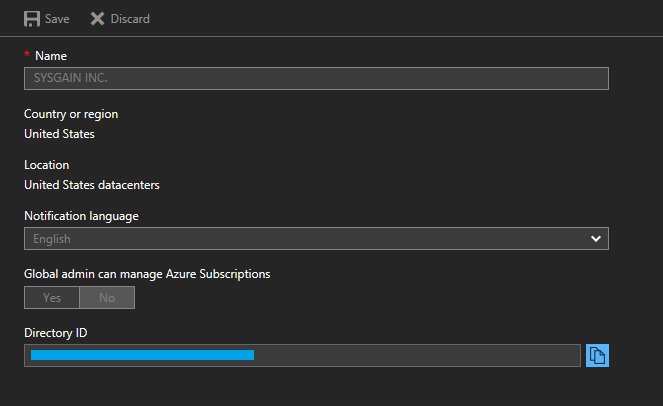 Save Discard
* Name
SYSGAIN INC.
Country or region
United States
Location
United States datacenters
Notification language
English
Global admin can manage Azure Subscriptions
Yes No
Directory ID